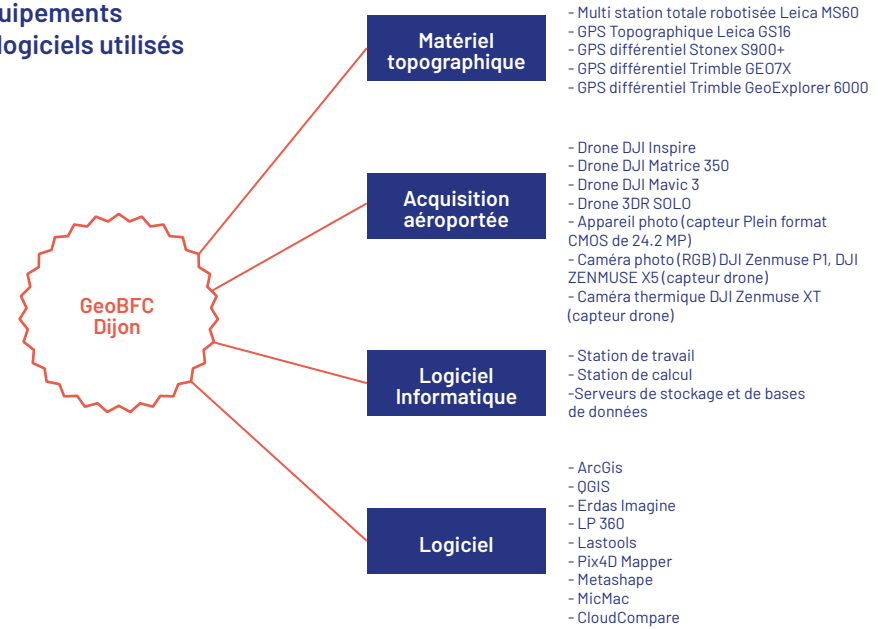 uipements
logiciels utilisés
GeoBFC
Dijon
Matériel
topographique
- Multi station totale robotisée Leica MS60
- GPS Topographique Leica GS16
- GPS différentiel Stonex S900+
- GPS différentiel Trimble GEO7X
- GPS différentiel Trimble GeoExplorer 6000
Acquisition
aéroportée
- Drone DJI Inspire
- Drone DJI Matrice 350
- Drone DJI Mavic 3
- Drone 3DR SOLO
- Appareil photo (capteur Plein format
CMOS de 24.2 MP)
- Caméra photo (RGB) DJI Zenmuse P1, DJI
ZENMUSE X5 (capteur drone)
- Caméra thermique DJI Zenmuse XT
(capteur drone)
Logiciel
Informatique
- Station de travail
- Station de calcul
-Serveurs de stockage et de bases
de données
Logiciel
- ArcGis
- QGIS
- Erdas Imagine
- LP 360
- Lastools
- Pix4D Mapper
- Metashape
- MicMac
- CloudCompare